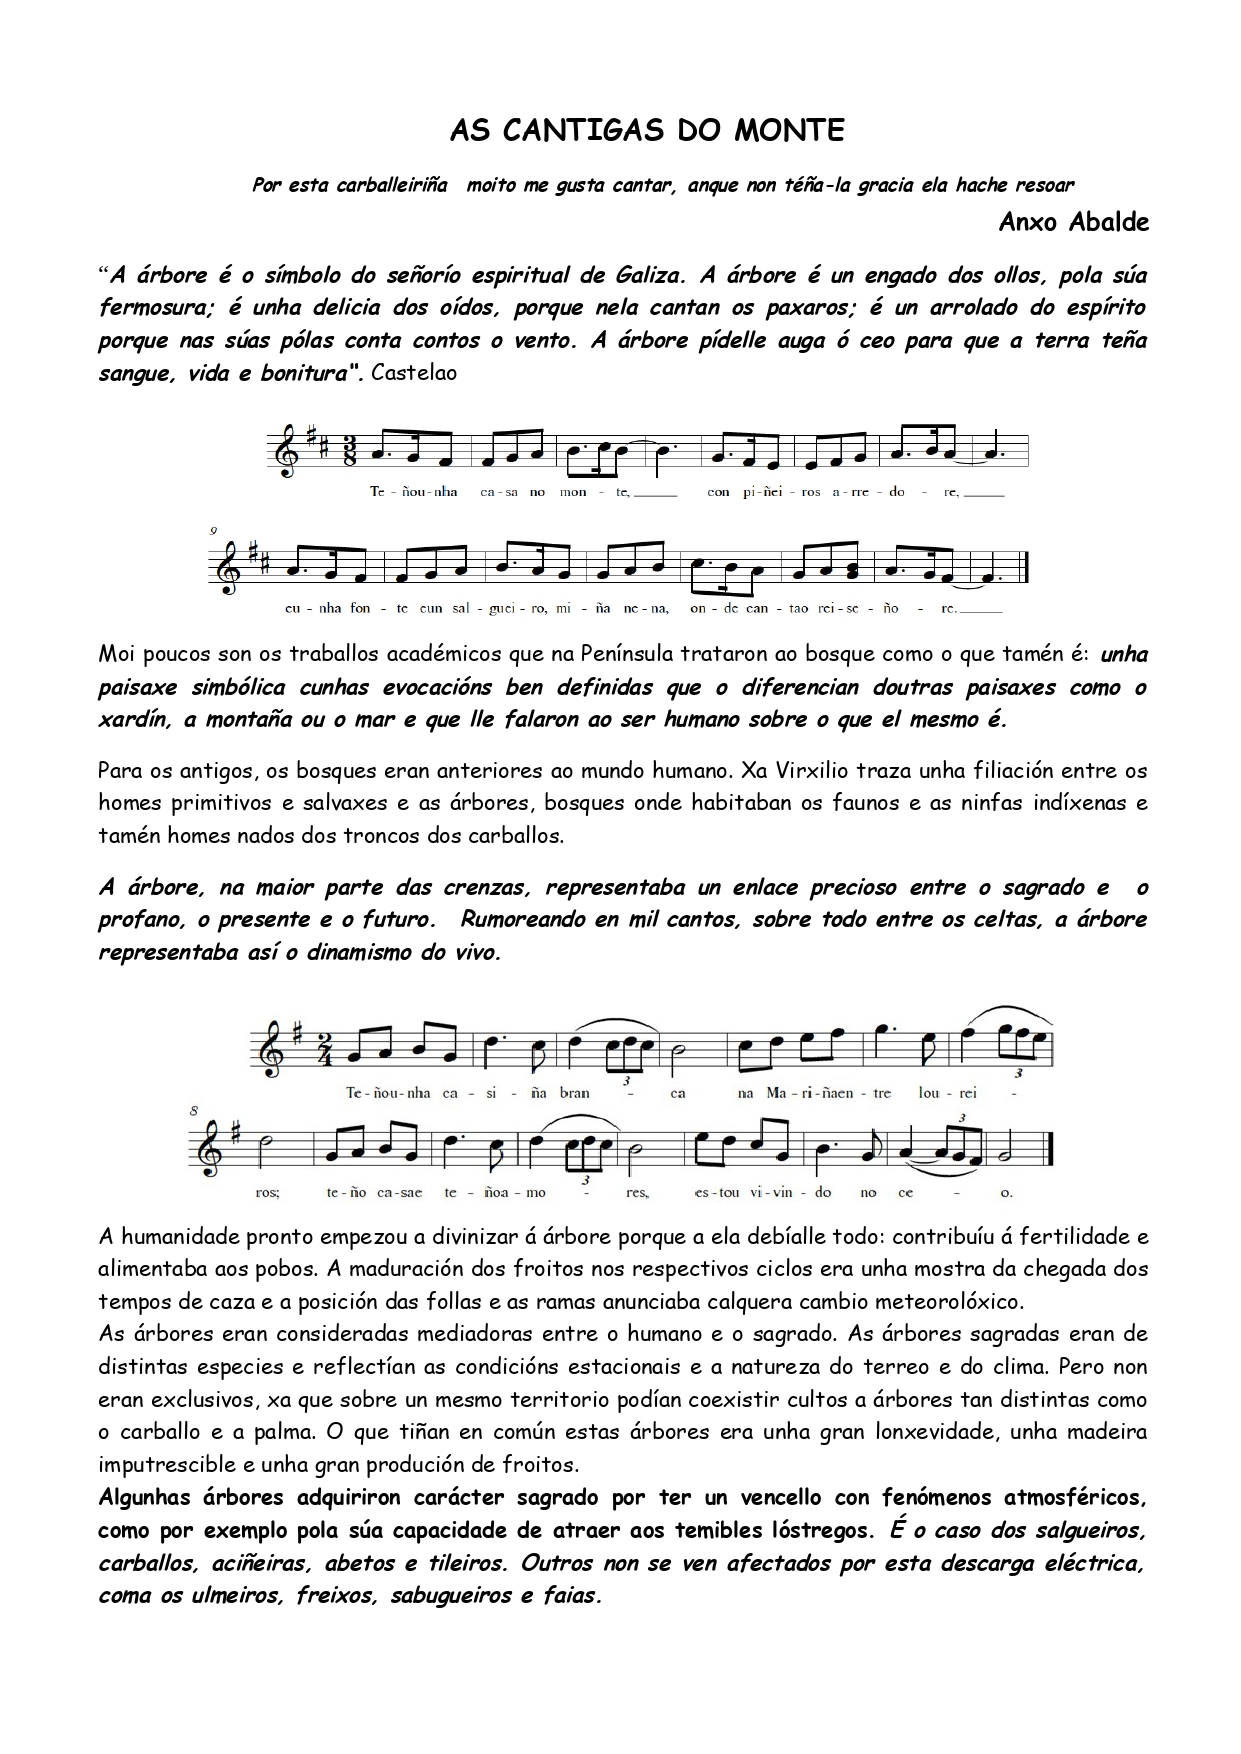 AS CANTIGAS DO MONTE
Por esta carballeiriña moito me gusta cantar, anque non téña-la gracia ela hache resoar
Anxo Abalde
“A árbore é o símbolo do señorío espiritual de Galiza. A árbore é un engado dos ollos, pola súa
fermosura; é unha delicia dos oídos, porque nela cantan os paxaros; é un arrolado do espírito
porque nas súas pólas conta contos o vento. A árbore pídelle auga ó ceo para que a terra teña
sangue, vida e bonitura". Castelao
3
8
Te - ñou - nha ca - sa no mon - te, con pi - ñei - ros a - rre - do - re,
9
eu - nha fon - te cun sal - guei - ro, mi - ña ne - na, on - de can - tao rei - se - ño - re.
Moi poucos son os traballos académicos que na Península trataron ao bosque como o que tamén é: unha
paisaxe simbólica cunhas evocacións ben definidas que o diferencian doutras paisaxes como o
xardín, a montaña ou o mar e que lle falaron ao ser humano sobre o que el mesmo é.
Para os antigos, os bosques eran anteriores ao mundo humano. Xa Virxilio traza unha filiación entre os
homes primitivos e salvaxes e as árbores, bosques onde habitaban os faunos e as ninfas indíxenas e
tamén homes nados dos troncos dos carballos.
A árbore, na maior parte das crenzas, representaba un enlace precioso entre o sagrado e o
profano, o presente e o futuro. Rumoreando en mil cantos, sobre todo entre os celtas, a árbore
representaba así o dinamismo do vivo.
2
4
3 3
Te - ñou - nha ca - si - ña bran - ca na Ma - ri - ñaen - tre lou - rei -
8
3 3
ros; te - ño ca - sae te - ñoa - mo - res, es - tou vi - vin - do no ce - o.
A humanidade pronto empezou a divinizar á árbore porque a ela debíalle todo: contribuíu á fertilidade e
alimentaba aos pobos. A maduración dos froitos nos respectivos ciclos era unha mostra da chegada dos
tempos de caza e a posición das follas e as ramas anunciaba calquera cambio meteorolóxico.
As árbores eran consideradas mediadoras entre o humano e o sagrado. As árbores sagradas eran de
distintas especies e reflectían as condicións estacionais e a natureza do terreo e do clima. Pero non
eran exclusivos, xa que sobre un mesmo territorio podían coexistir cultos a árbores tan distintas como
o carballo e a palma. O que tiñan en común estas árbores era unha gran lonxevidade, unha madeira
imputrescible e unha gran produción de froitos.
Algunhas árbores adquiriron carácter sagrado por ter un vencello con fenómenos atmosféricos,
como por exemplo pola súa capacidade de atraer aos temibles lóstregos. É o caso dos salgueiros,
carballos, aciñeiras, abetos e tileiros. Outros non se ven afectados por esta descarga eléctrica,
coma os ulmeiros, freixos, sabugueiros e faias.